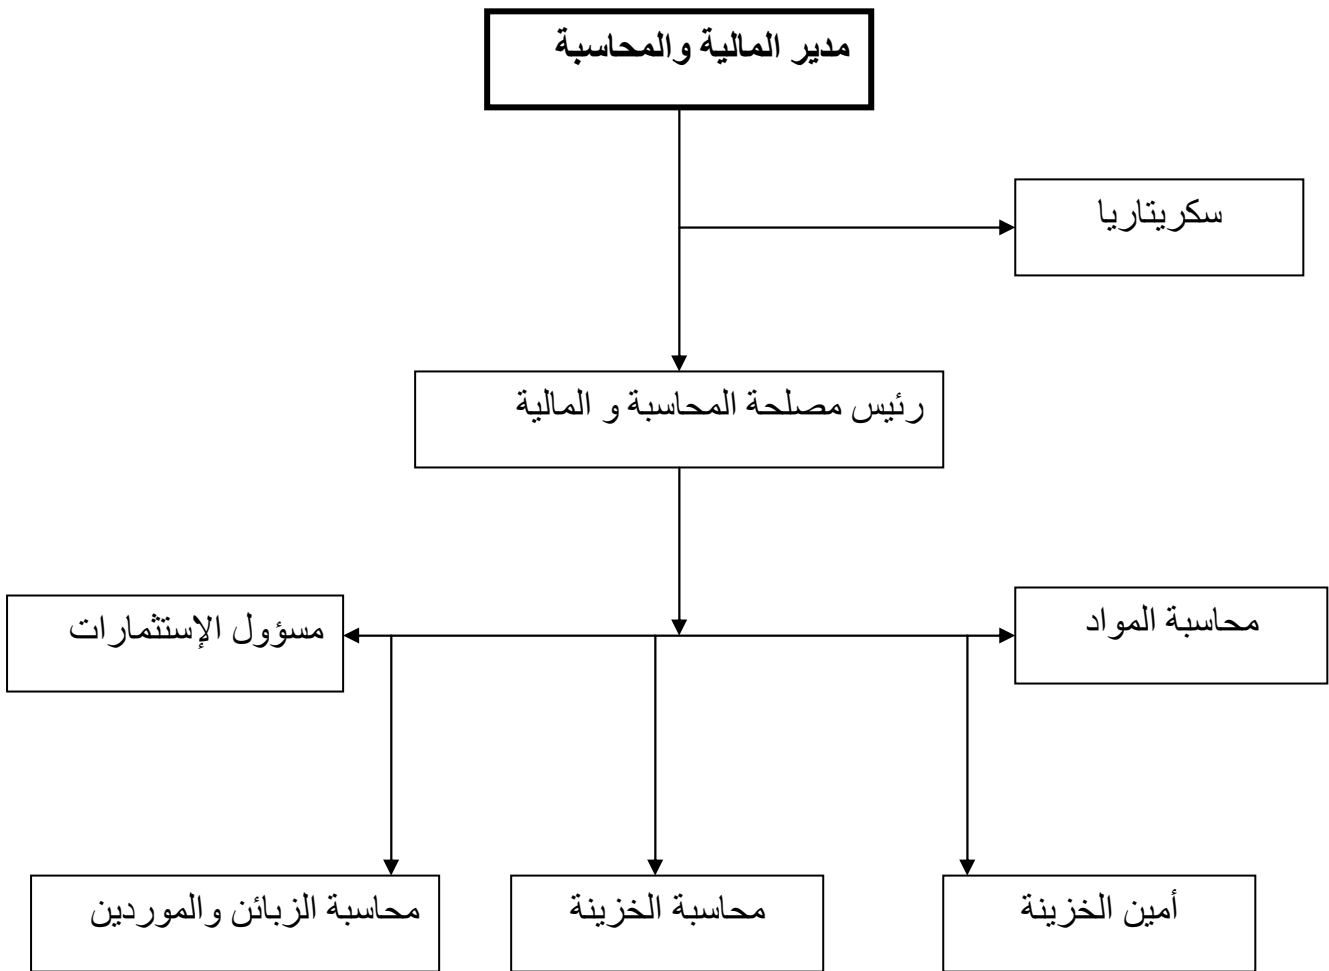 مدير المالية والمحاسبة
سكريتاريا
رئيس مصلحة المحاسبة و المالية
محاسبة المواد
مسؤول الإستثمارات
أمين الخزينة
محاسبة الخزينة
محاسبة الزبائن والموردين